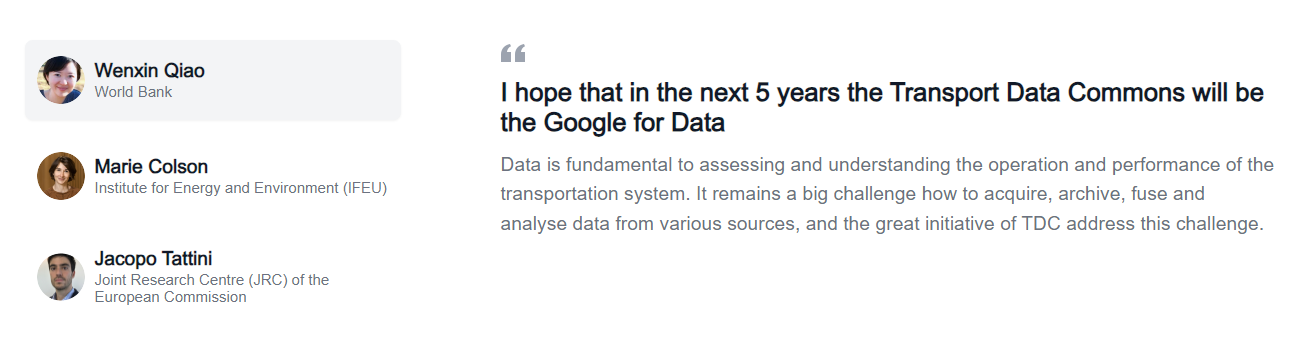 Wenxin Qiao
World Bank
Marie Colson
Institute for Energy and Environment (IFEU)
Jacopo Tattini
Joint Research Centre (JRC) of the
European Commission
“
I hope that in the next 5 years the Transport Data Commons will be
the Google for Data
Data is fundamental to assessing and understanding the operation and performance of the
transportation system. It remains a big challenge how to acquire, archive, fuse and
analyse data from various sources, and the great initiative of TDC address this challenge.